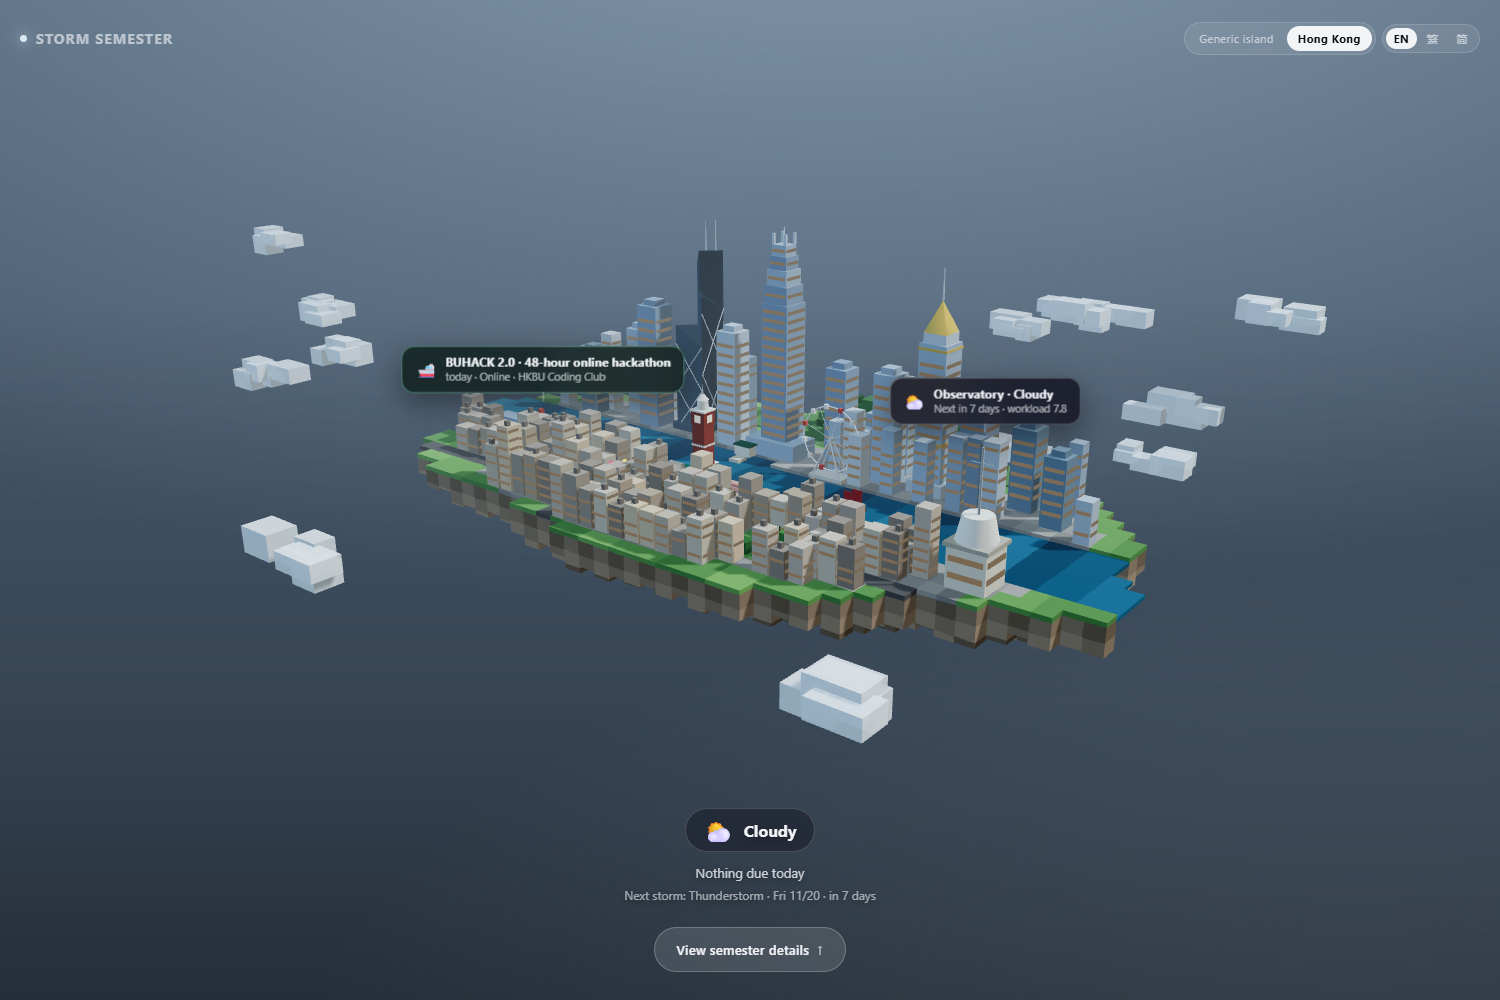 STORM SEMESTER
Generic island
Hong Kong
EN
繁
简
BUHACK 2.0 · 48-hour online hackathon
today · Online · HKBU Coding Club
Observatory · Cloudy
Next in 7 days · workload 7.8
Cloudy
Nothing due today
Next storm: Thunderstorm · Fri 11/20 · in 7 days
View semester details ↑